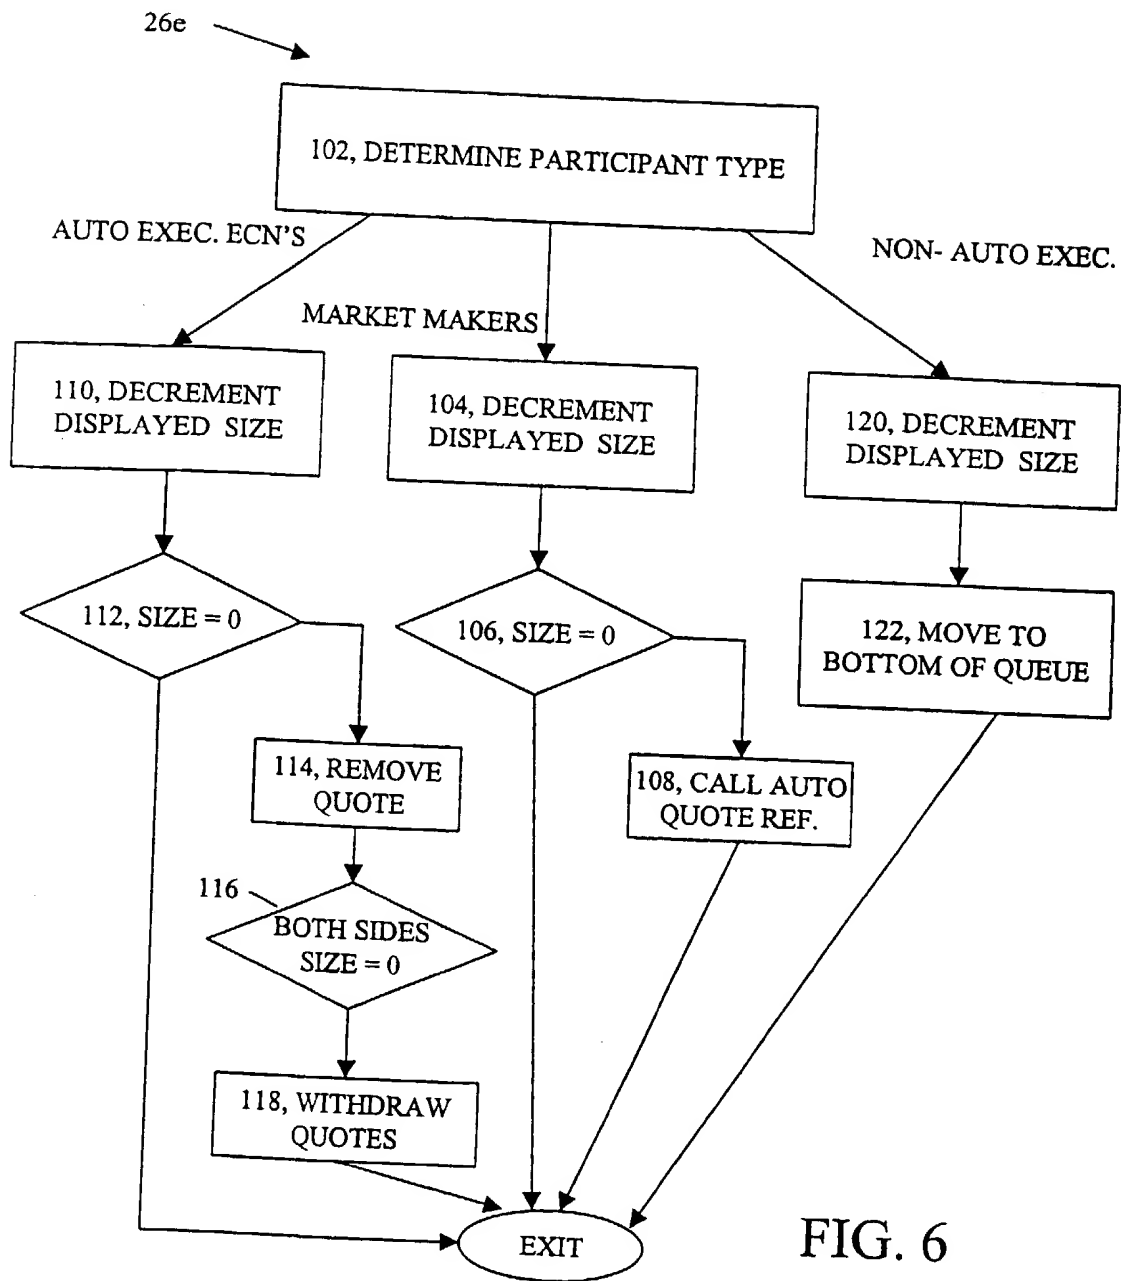 26e
102, DETERMINE PARTICIPANT TYPE
AUTO EXEC. ECN'S
NON- AUTO EXEC.
MARKET MAKERS
110, DECREMENT
DISPLAYED SIZE
104, DECREMENT
DISPLAYED SIZE
120, DECREMENT
DISPLAYED SIZE
112, SIZE = 0
106, SIZE = 0
122, MOVE TO
BOTTOM OF QUEUE
114, REMOVE
QUOTE
108, CALL AUTO
QUOTE REF.
116
BOTH SIDES
SIZE = 0
118, WITHDRAW
QUOTES
EXIT
FIG. 6